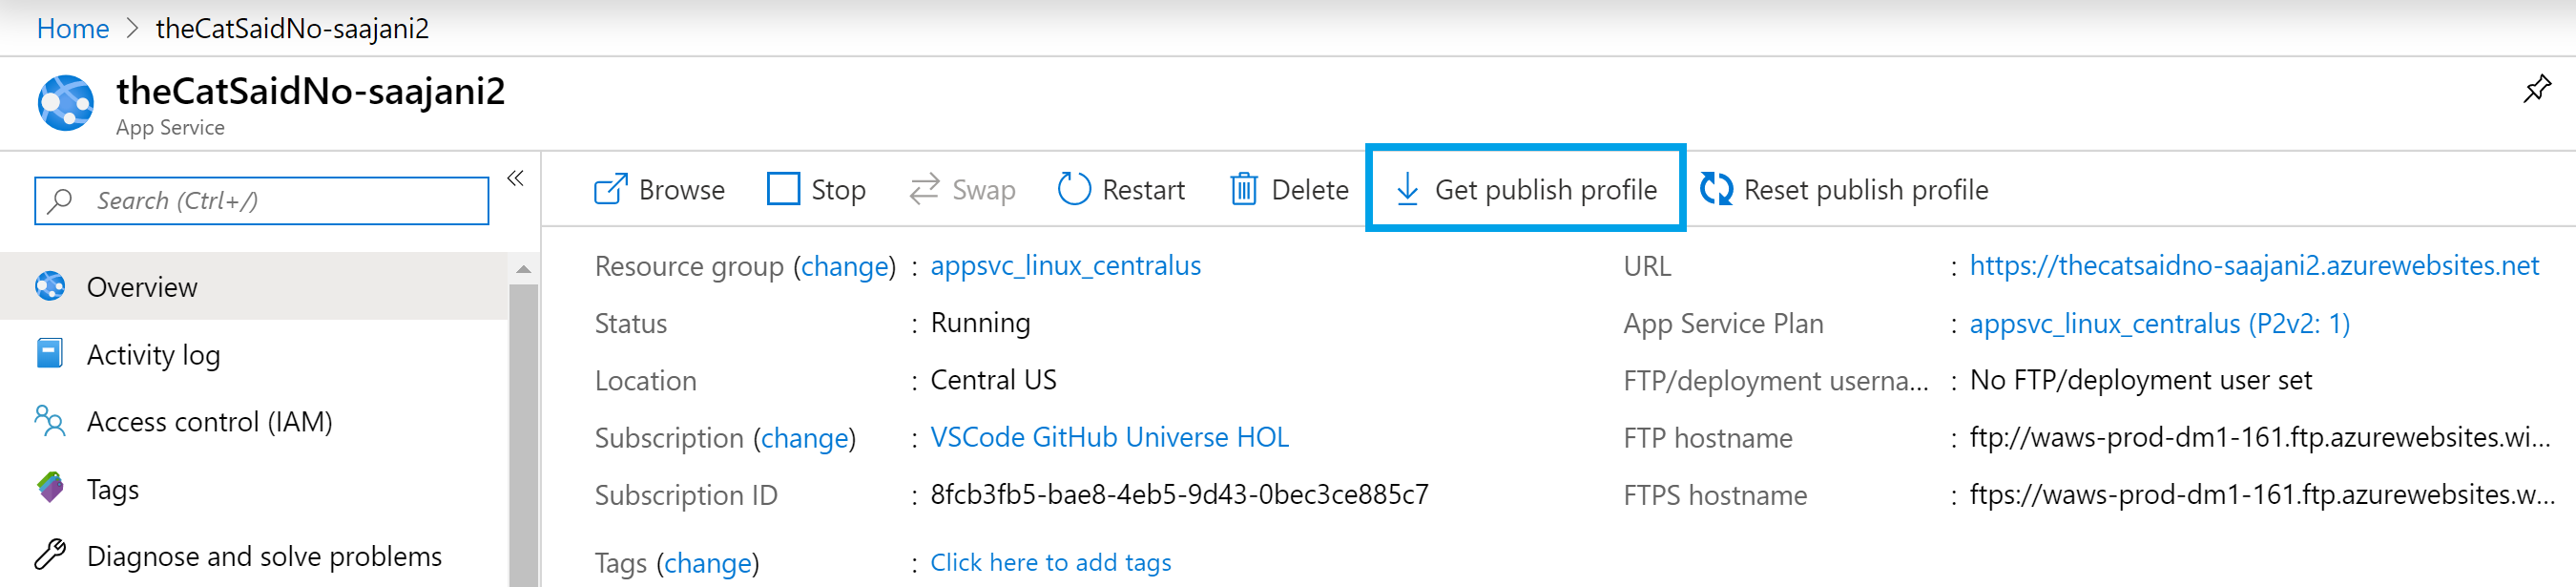 Home > theCatSaidNo-saajani2
theCatSaidNo-saajani2
App Service
Search (Ctrl+/)
«
Browse Stop Swap Restart Delete Get publish profile Reset publish profile
Overview
Activity log
Access control (IAM)
Tags
Diagnose and solve problems
Resource group (change) : appsvc_linux_centralus
Status : Running
Location : Central US
Subscription (change) : VSCode GitHub Universe HOL
Subscription ID : 8fcb3fb5-bae8-4eb5-9d43-0bec3ce885c7
Tags (change) : Click here to add tags
URL : https://thecatsaidno-saajani2.azurewebsites.net
App Service Plan : appsvc_linux_centralus (P2v2: 1)
FTP/deployment userna... : No FTP/deployment user set
FTP hostname : ftp://waws-prod-dm1-161.ftp.azurewebsites.wi...
FTPS hostname : ftps://waws-prod-dm1-161.ftp.azurewebsites.w...